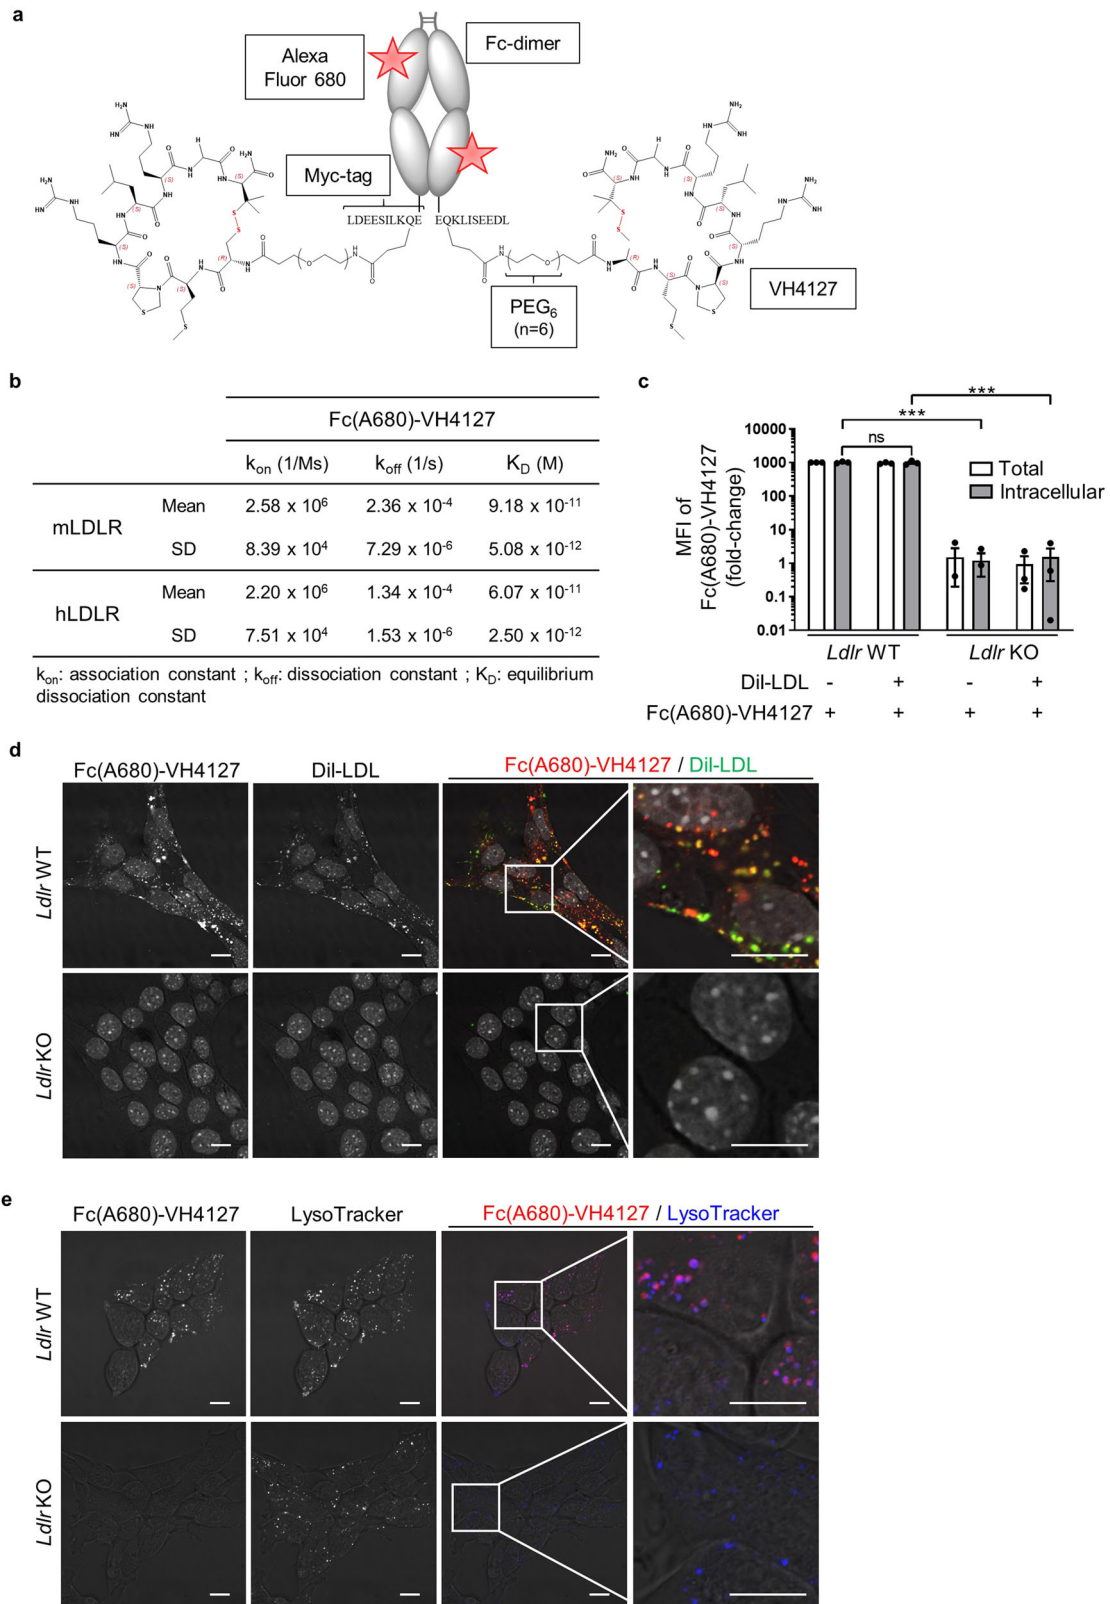 a
Alexa
Fluor 680
Fc-dimer
Myc-tag
LDEESILKQE EQKLISEEDL
PEG6
(n=6)
VH4127
b
Fc(A680)-VH4127
kon (1/Ms) koff (1/s) KD (M)
mLDLR
Mean 2.58 x 10⁶ 2.36 x 10⁻⁴ 9.18 x 10⁻¹¹
SD 8.39 x 10⁴ 7.29 x 10⁻⁶ 5.08 x 10⁻¹²
hLDLR
Mean 2.20 x 10⁶ 1.34 x 10⁻⁴ 6.07 x 10⁻¹¹
SD 7.51 x 10⁴ 1.53 x 10⁻⁶ 2.50 x 10⁻¹²
kon: association constant ; koff: dissociation constant ; KD: equilibrium
dissociation constant
c
***
***
ns
MFI of
Fc(A680)-VH4127
(fold-change)
10000
1000
100
10
1
0.1
0.01
Total
Intracellular
Ldlr WT Ldlr KO
DiI-LDL - + - +
Fc(A680)-VH4127 + + + +
d
Fc(A680)-VH4127 DiI-LDL Fc(A680)-VH4127 / DiI-LDL
Ldlr WT
Ldlr KO
e
Fc(A680)-VH4127 LysoTracker Fc(A680)-VH4127 / LysoTracker
Ldlr WT
Ldlr KO